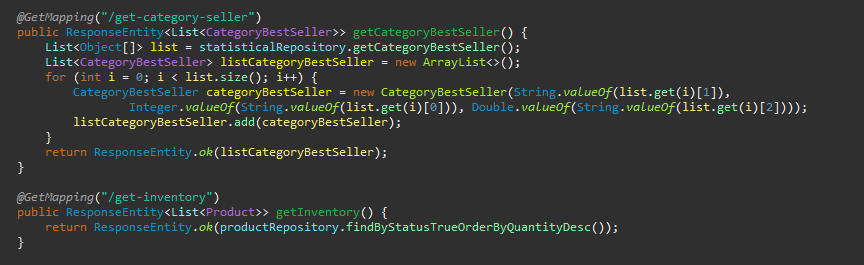 @GetMapping("/get-category-seller")
public ResponseEntity<List<CategoryBestSeller>> getCategoryBestSeller() {
    List<Object[]> list = statisticalRepository.getCategoryBestSeller();
    List<CategoryBestSeller> listCategoryBestSeller = new ArrayList<>();
    for (int i = 0; i < list.size(); i++) {
        CategoryBestSeller categoryBestSeller = new CategoryBestSeller(String.valueOf(list.get(i)[1]),
                Integer.valueOf(String.valueOf(list.get(i)[0])), Double.valueOf(String.valueOf(list.get(i)[2])));
        listCategoryBestSeller.add(categoryBestSeller);
    }
    return ResponseEntity.ok(listCategoryBestSeller);
}
@GetMapping("/get-inventory")
public ResponseEntity<List<Product>> getInventory() {
    return ResponseEntity.ok(productRepository.findByStatusTrueOrderByQuantityDesc());
}